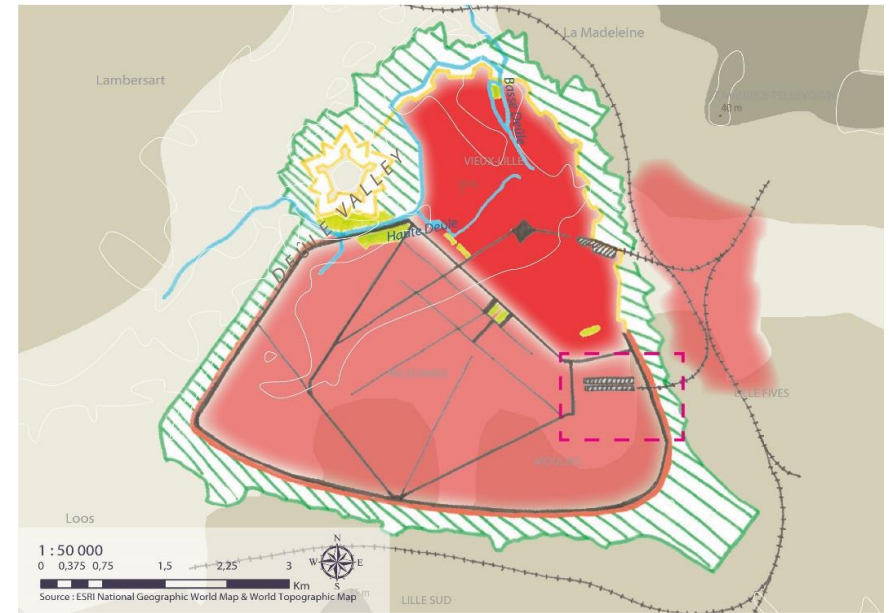 La Madeleine
Lambersart
40 m
Basse Deûle
VIEUX-LILLE
DEÛLE VALLEY
Haute Deûle
LILLE FIVES
Loos
1 : 50 000
0 0,375 0,75 1,5 2,25 3
Km
N
W E
S
Source : ESRI National Geographic World Map & World Topographic Map
LILLE SUD